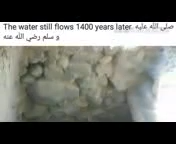 The water still flows 1400 years later. صلى الله عليه
و سلم رضي الله عنه